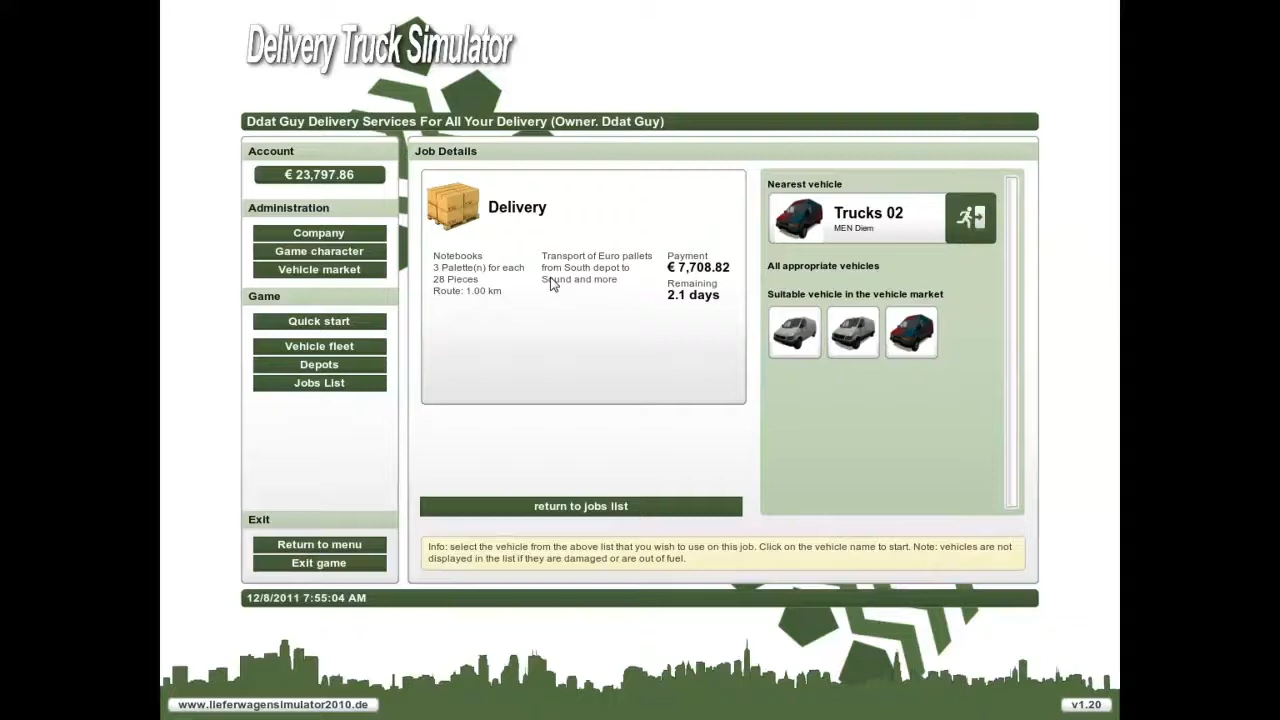 Delivery Truck Simulator
Ddat Guy Delivery Services For All Your Delivery (Owner. Ddat Guy)
Account
€ 23,797.86
Administration
Company
Game character
Vehicle market
Game
Quick start
Vehicle fleet
Depots
Jobs List
Exit
Return to menu
Exit game
Job Details
Delivery
Notebooks
3 Palette(n) for each
28 Pieces
Route: 1.00 km
Transport of Euro pallets
from South depot to
Sound and more
Payment
€ 7,708.82
Remaining
2.1 days
return to jobs list
Nearest vehicle
Trucks 02
MEN Diem
All appropriate vehicles
Suitable vehicle in the vehicle market
Info: select the vehicle from the above list that you wish to use on this job. Click on the vehicle name to start. Note: vehicles are not
displayed in the list if they are damaged or are out of fuel.
12/8/2011 7:55:04 AM
www.lieferwagensimulator2010.de
v1.20